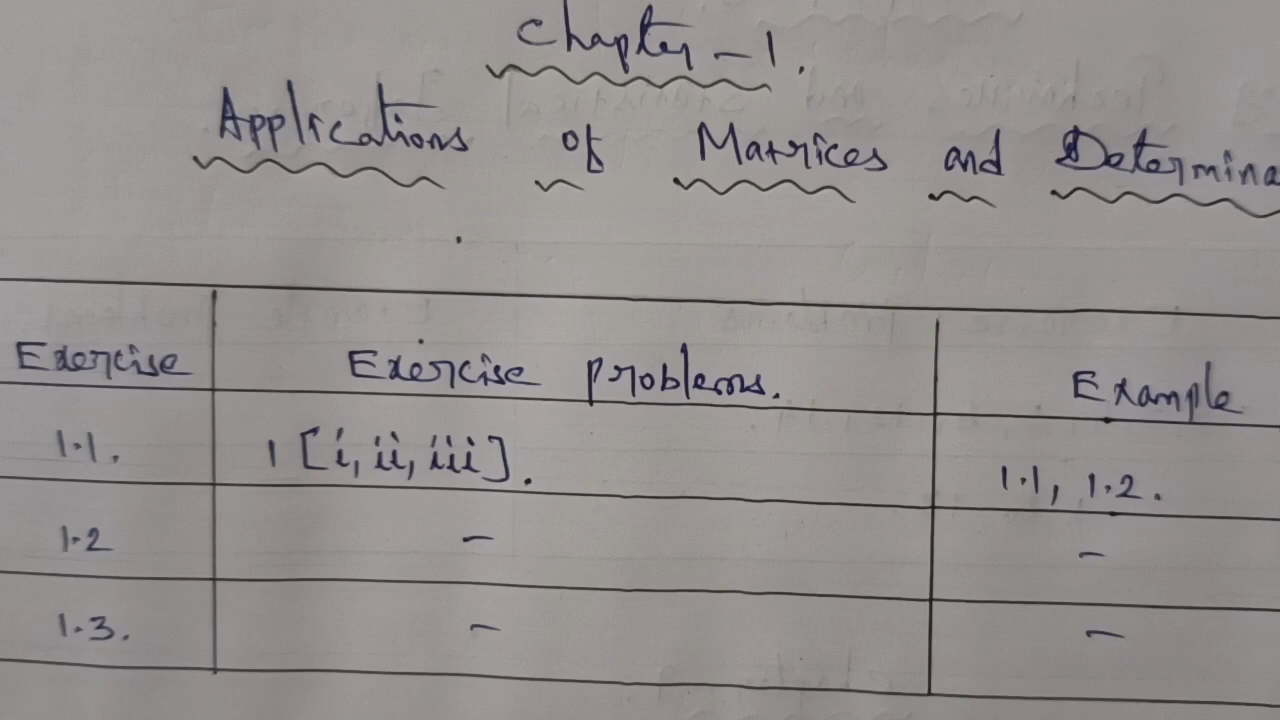 Chapter - 1.
Applications of Matrices and Determina
Exercise Exercise problems. Example
1.1. 1 [i, ii, iii]. 1.1, 1.2.
1.2 - -
1.3. - -